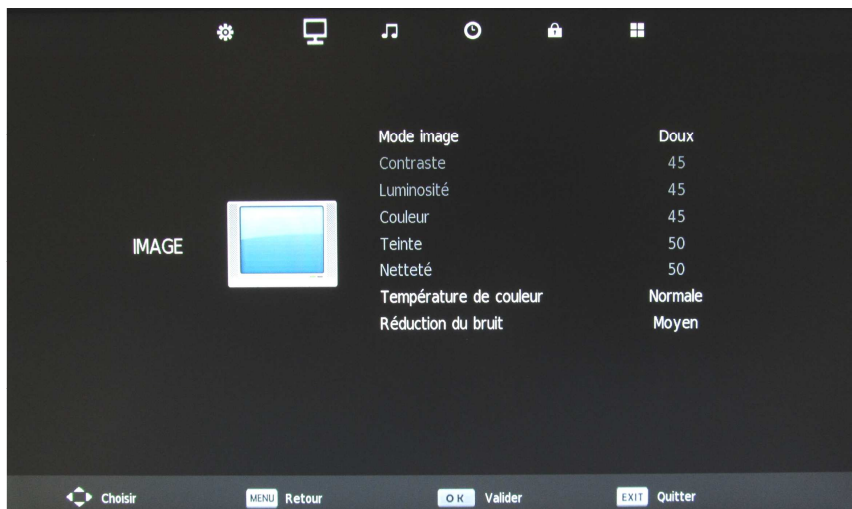 Mode image Doux
Contraste 45
Luminosité 45
Couleur 45
IMAGE
Teinte 50
Netteté 50
Température de couleur Normale
Réduction du bruit Moyen
Choisir MENU Retour OK Valider EXIT Quitter